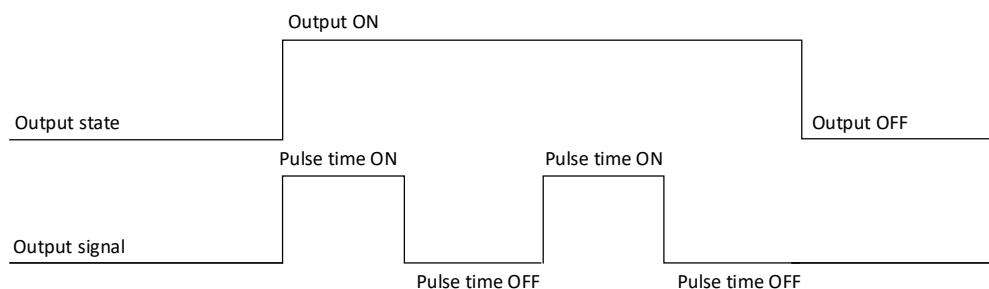 Output ON
Output state
Output OFF
Pulse time ON
Pulse time ON
Output signal
Pulse time OFF
Pulse time OFF